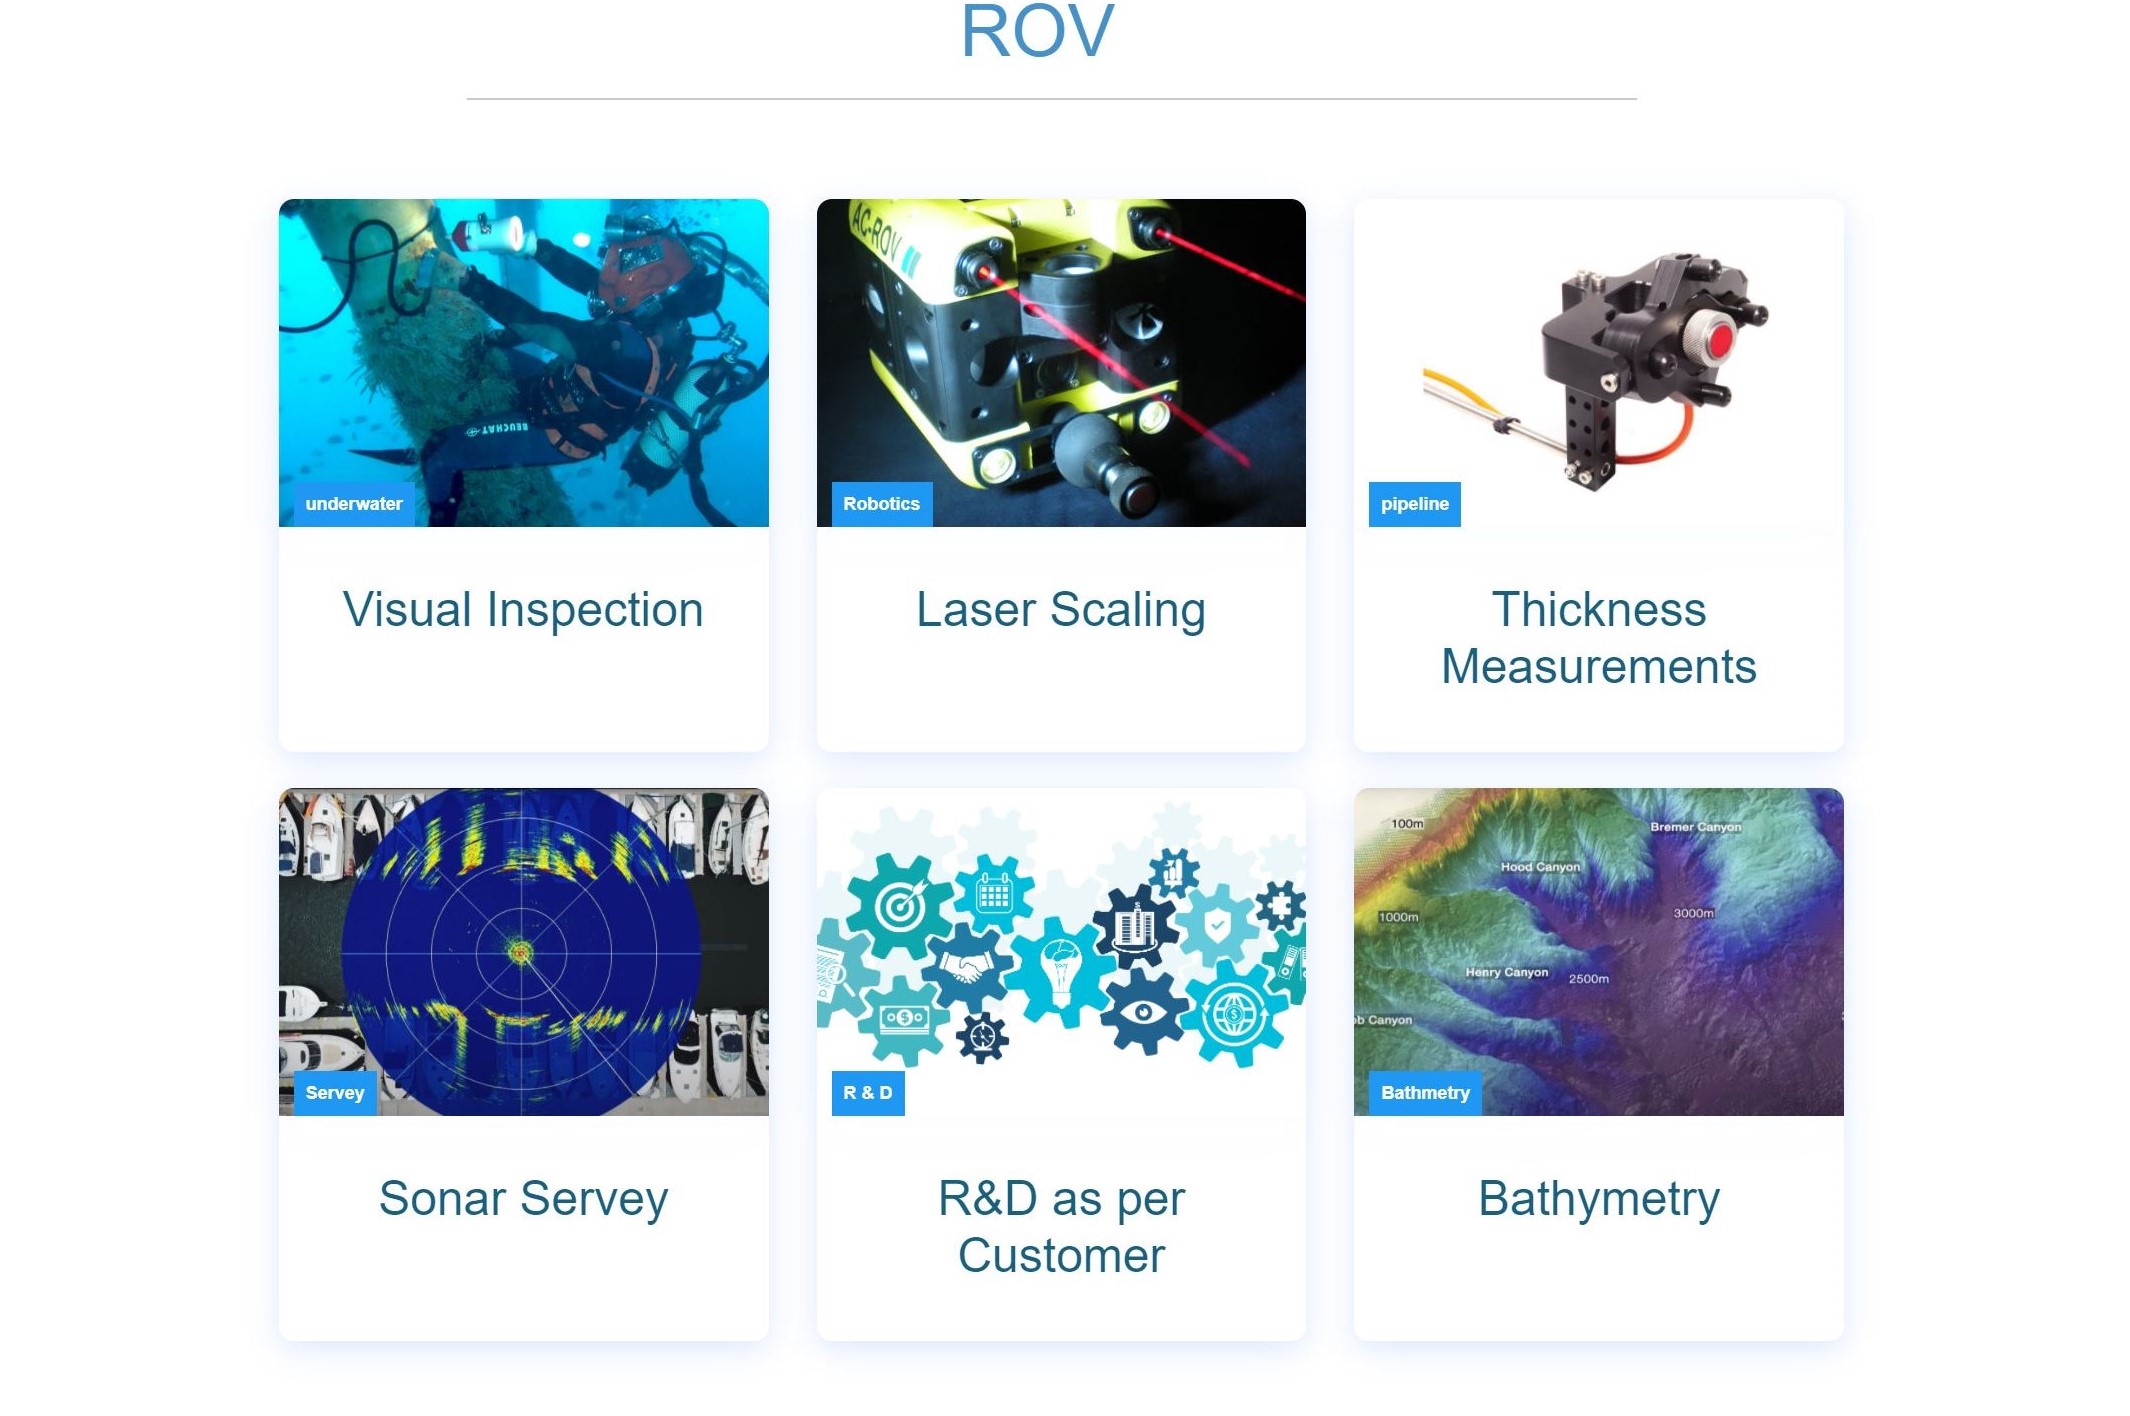 ROV
AC-ROV
BEUCHAT
underwater
Robotics
pipeline
Visual Inspection
Laser Scaling
Thickness
Measurements
100m
Bremer Canyon
Hood Canyon
1000m
3000m
Henry Canyon
2500m
ob Canyon
Servey
R & D
Bathmetry
Sonar Servey
R&D as per
Customer
Bathymetry